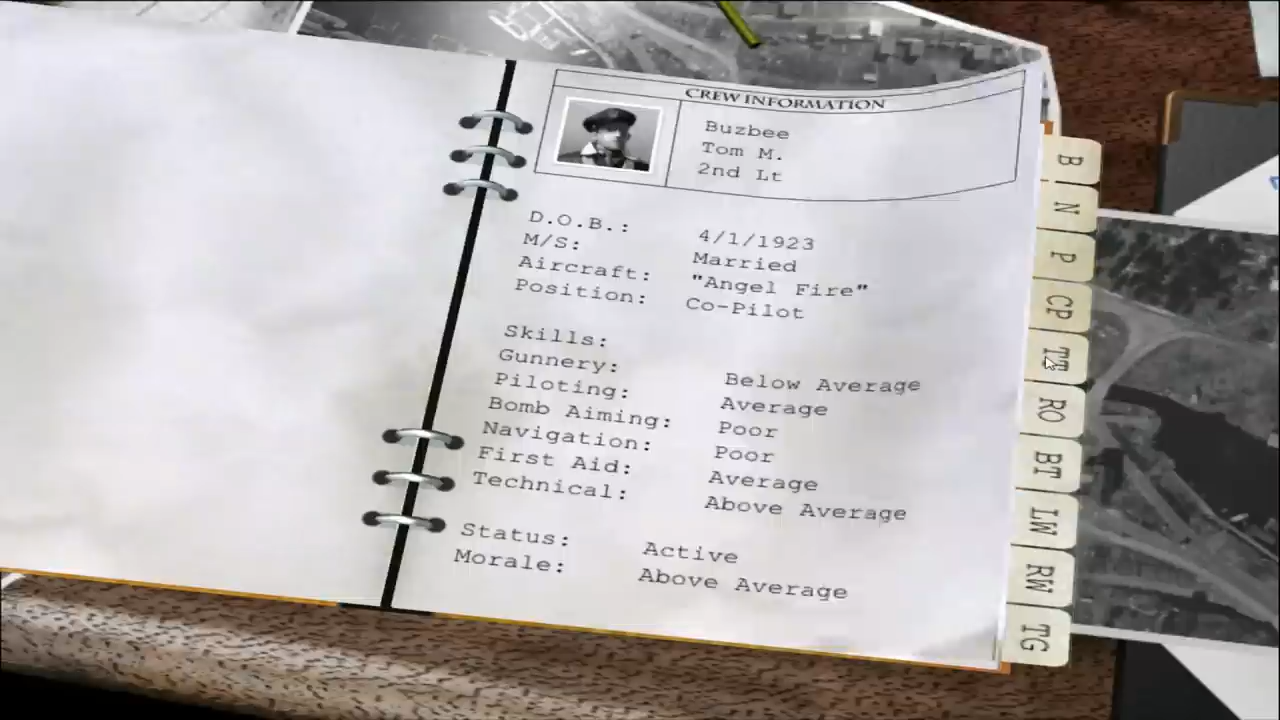 CREW INFORMATION
Buzbee
Tom M.
2nd Lt
D.O.B.: 4/1/1923
M/S: Married
Aircraft: "Angel Fire"
Position: Co-Pilot
Skills:
Gunnery: Below Average
Piloting: Average
Bomb Aiming: Poor
Navigation: Poor
First Aid: Average
Technical: Above Average
Status: Active
Morale: Above Average
B
N
P
CP
TT
RO
BT
LW
RW
TG